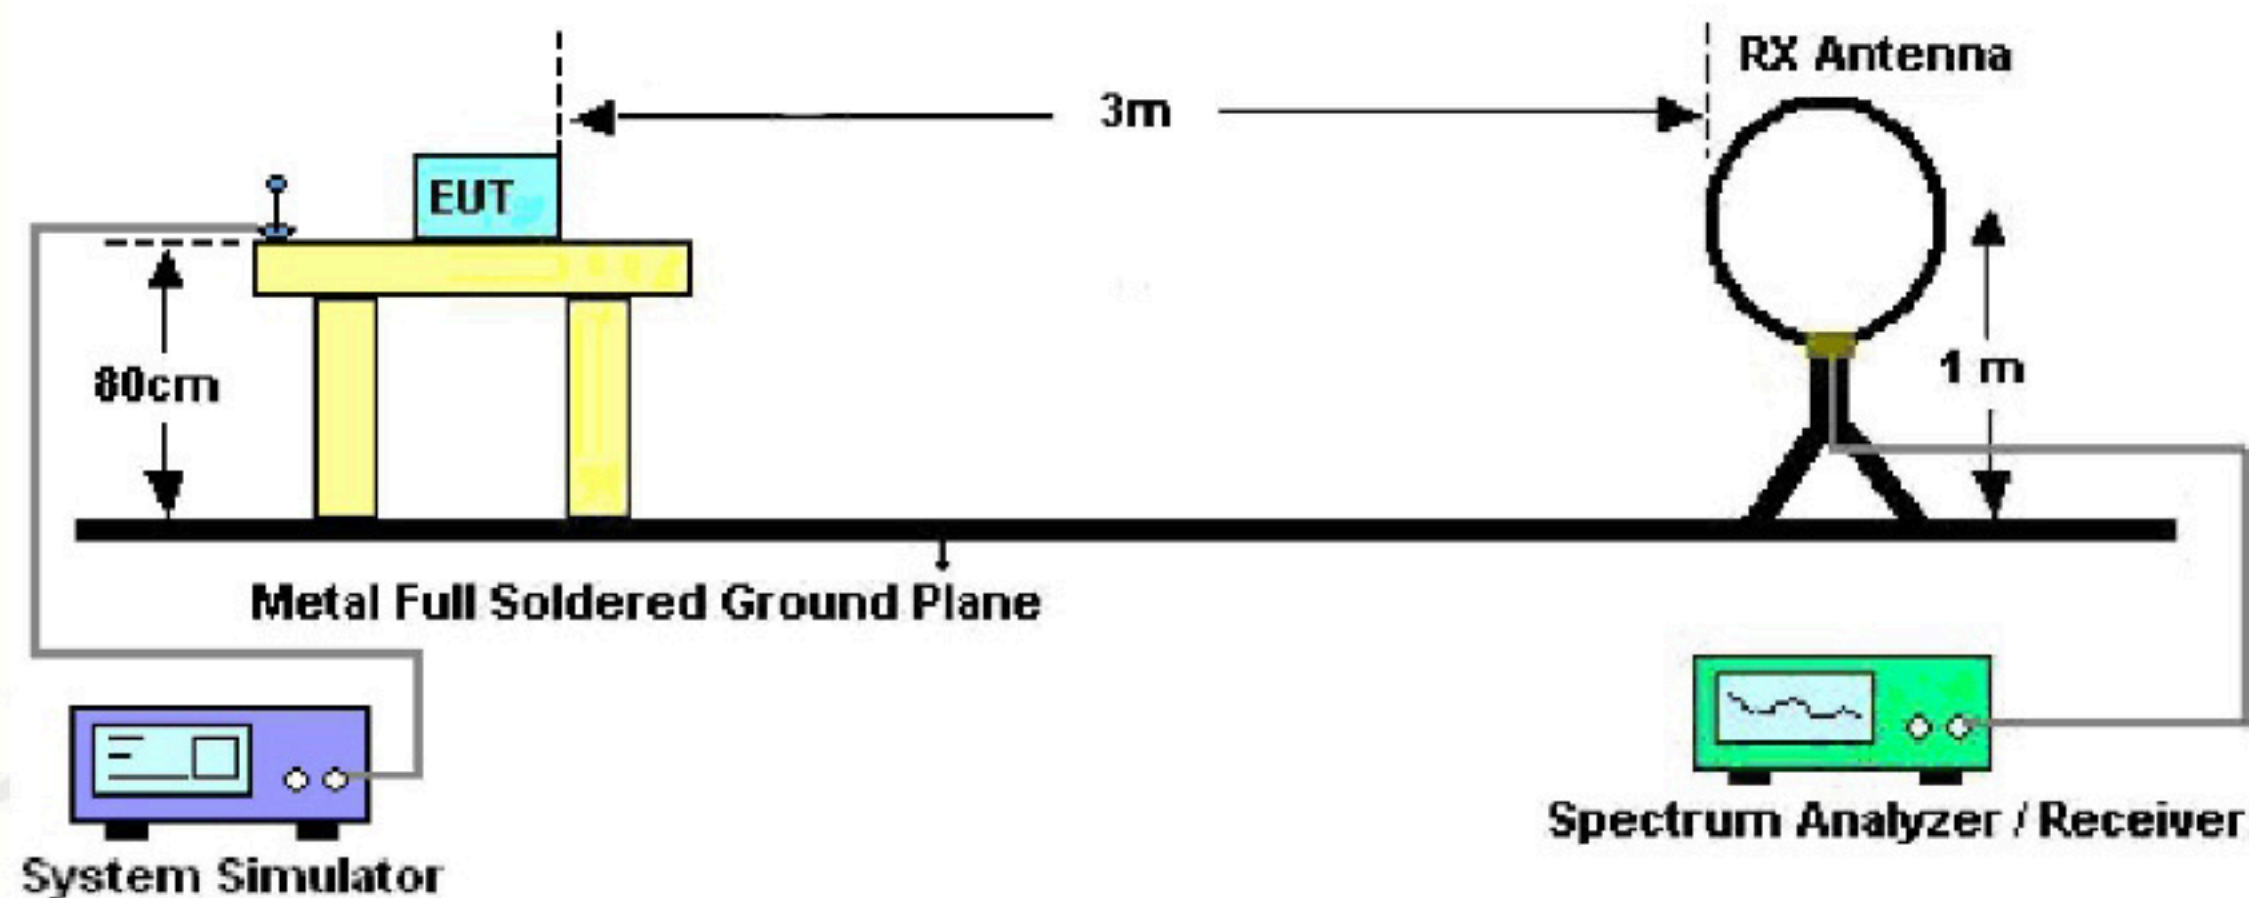 RX Antenna
3m
EUT
80cm
1 m
Metal Full Soldered Ground Plane
Spectrum Analyzer / Receiver
System Simulator